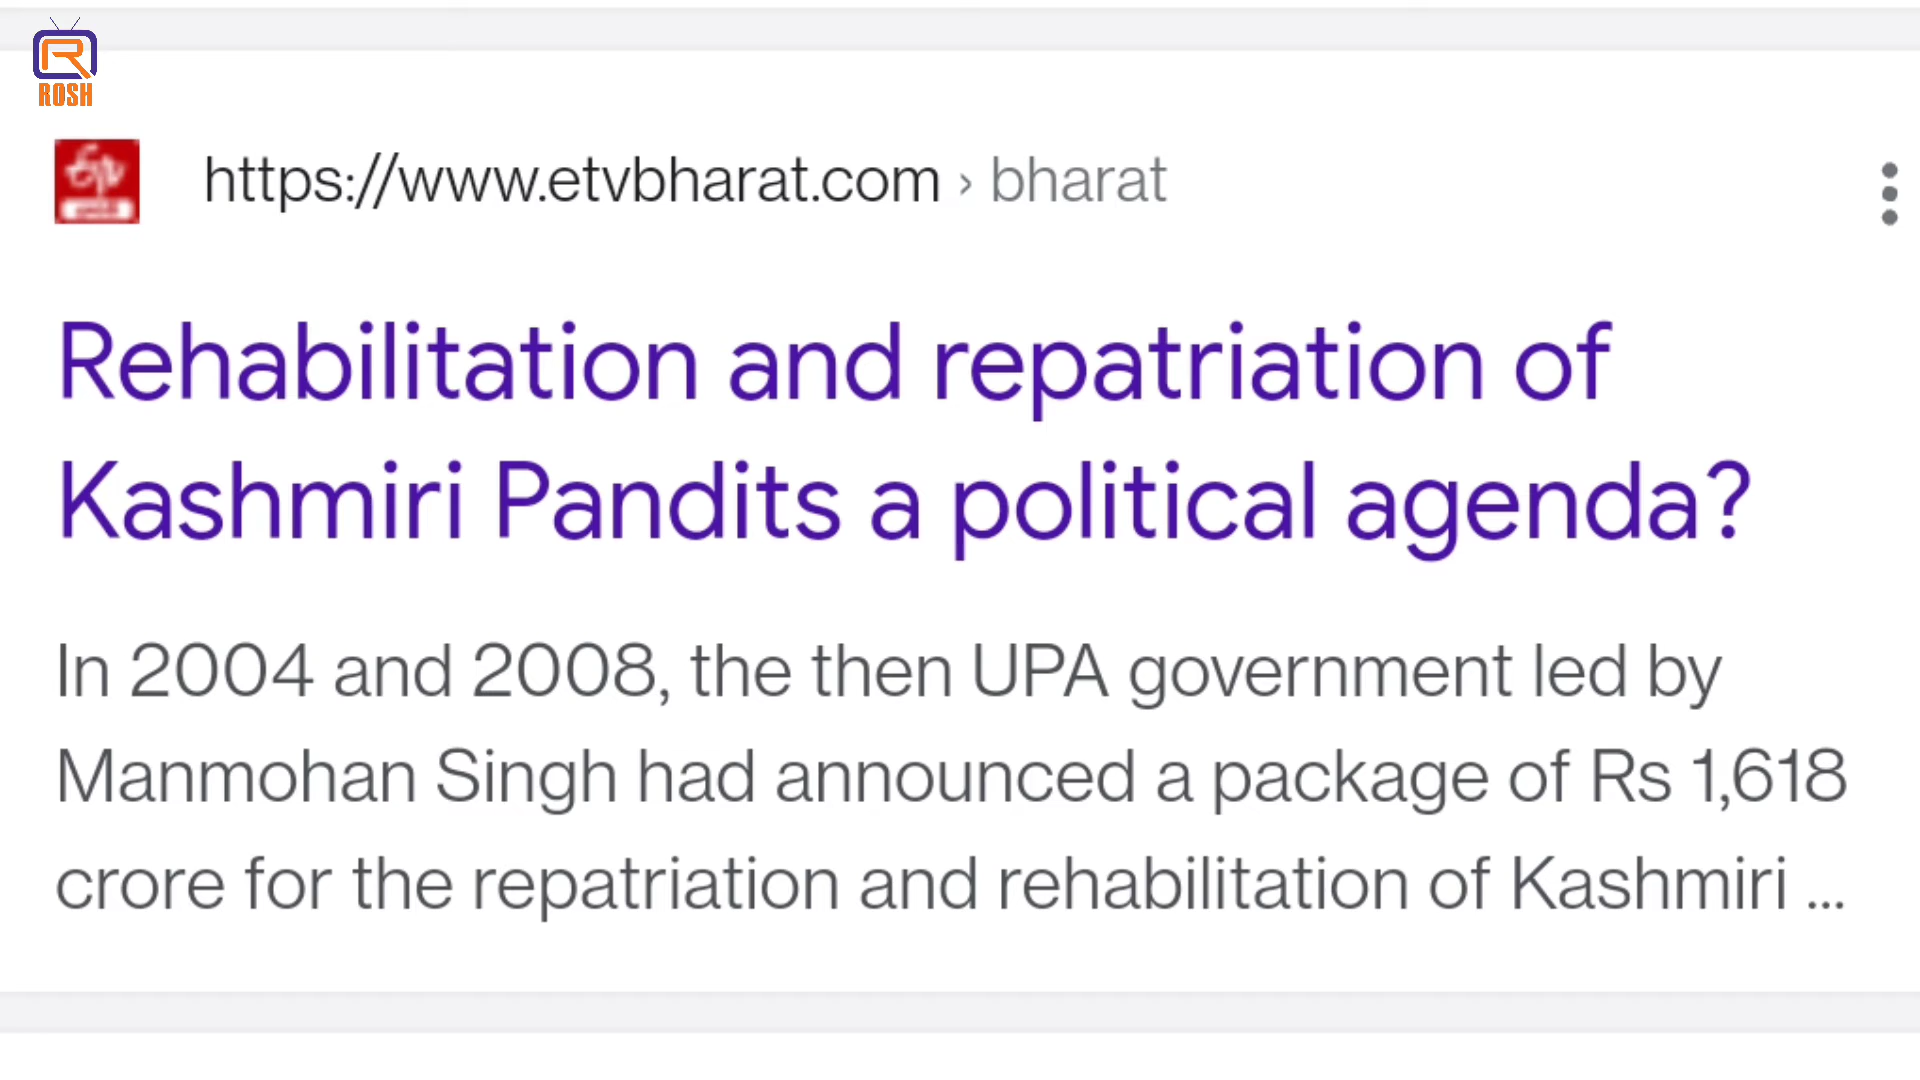 ROSH
https://www.etvbharat.com › bharat
Rehabilitation and repatriation of
Kashmiri Pandits a political agenda?
In 2004 and 2008, the then UPA government led by
Manmohan Singh had announced a package of Rs 1,618
crore for the repatriation and rehabilitation of Kashmiri ...